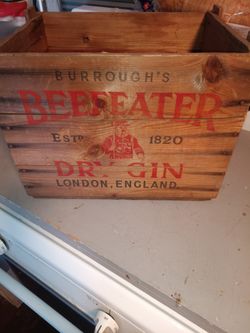 BURROUGH'S
BEEFEATER
ESTD 1820
DRY GIN
LONDON, ENGLAND.